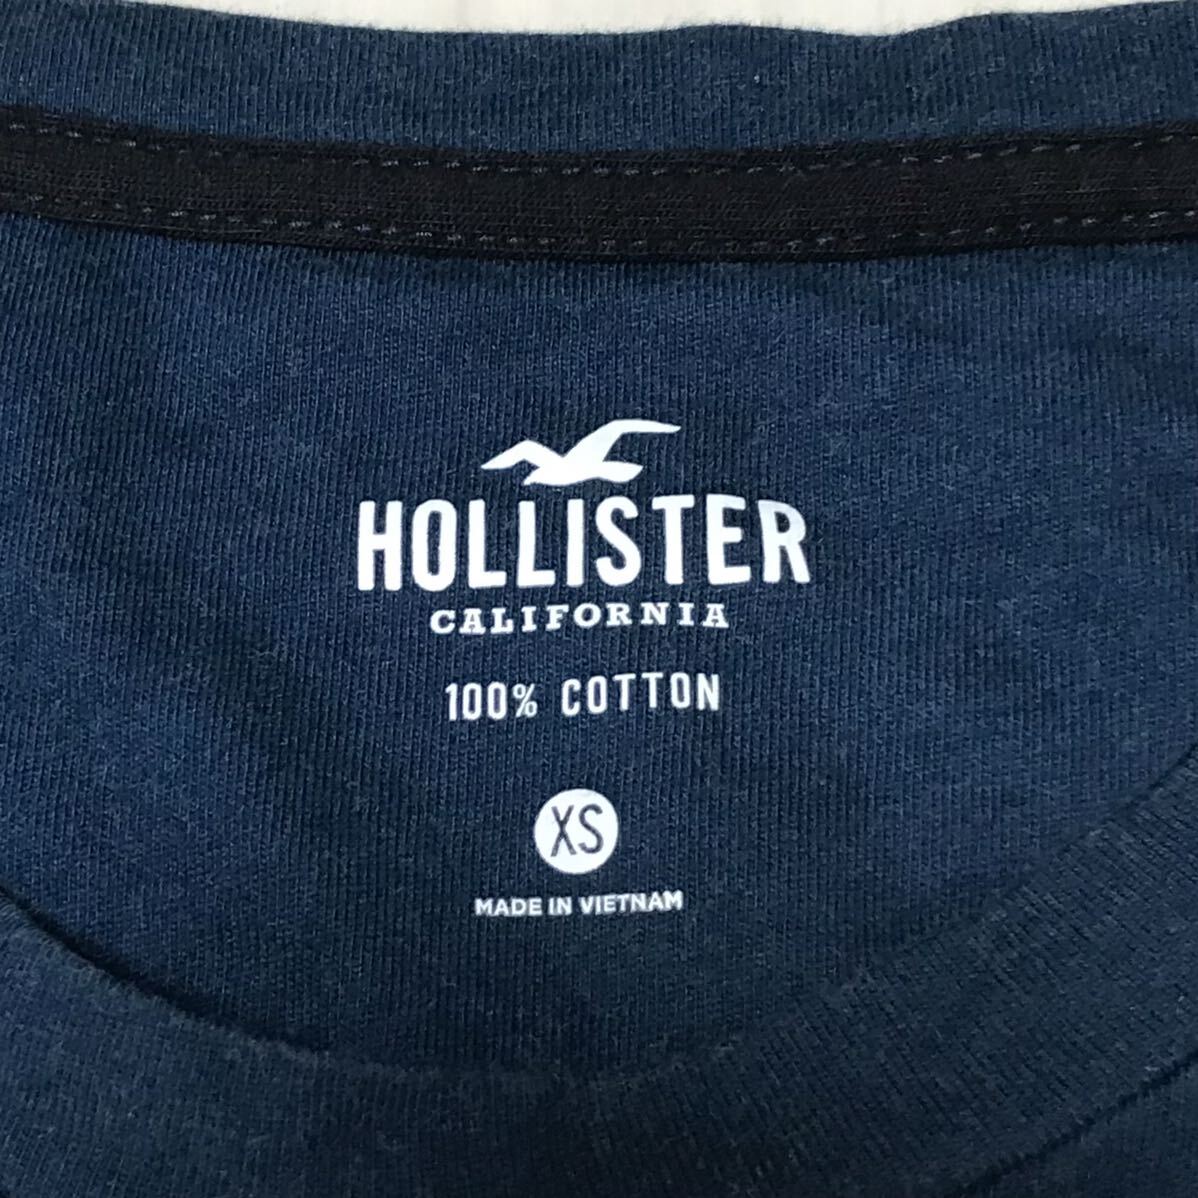 HOLLISTER
CALIFORNIA
100% COTTON
XS
MADE IN VIETNAM